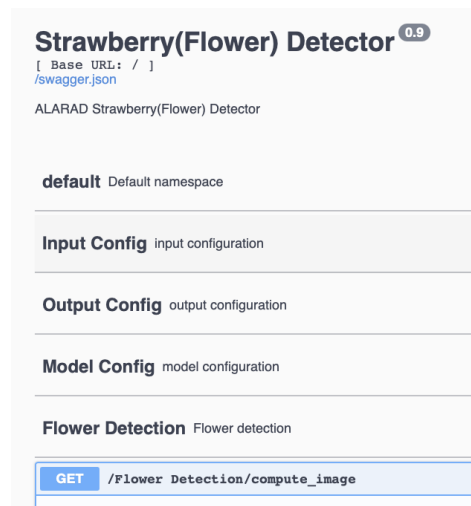 Strawberry(Flower) Detector 0.9
[ Base URL: / ]
/swagger.json
ALARAD Strawberry(Flower) Detector
default Default namespace
Input Config input configuration
Output Config output configuration
Model Config model configuration
Flower Detection Flower detection
GET /Flower Detection/compute_image